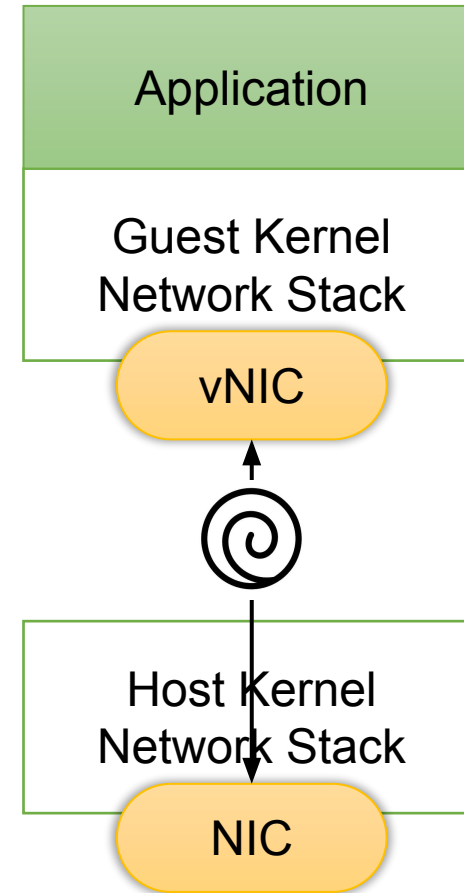 Application
Guest Kernel
Network Stack
vNIC
Host Kernel
Network Stack
NIC